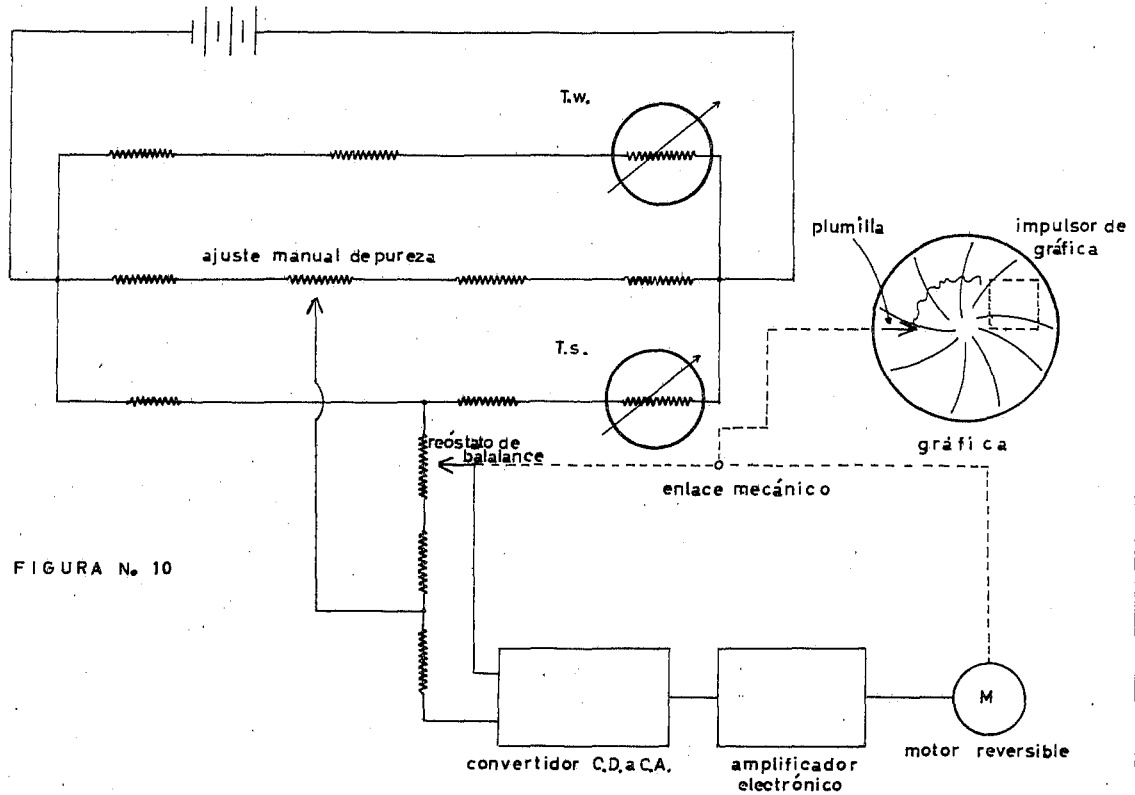 T.w.
plumilla
impulsor de
gráfica
ajuste manual de pureza
T.s.
gráfica
reóstato de
balalance
enlace mecánico
FIGURA No. 10
M
convertidor C.D. a C.A.
amplificador
electrónico
motor reversible